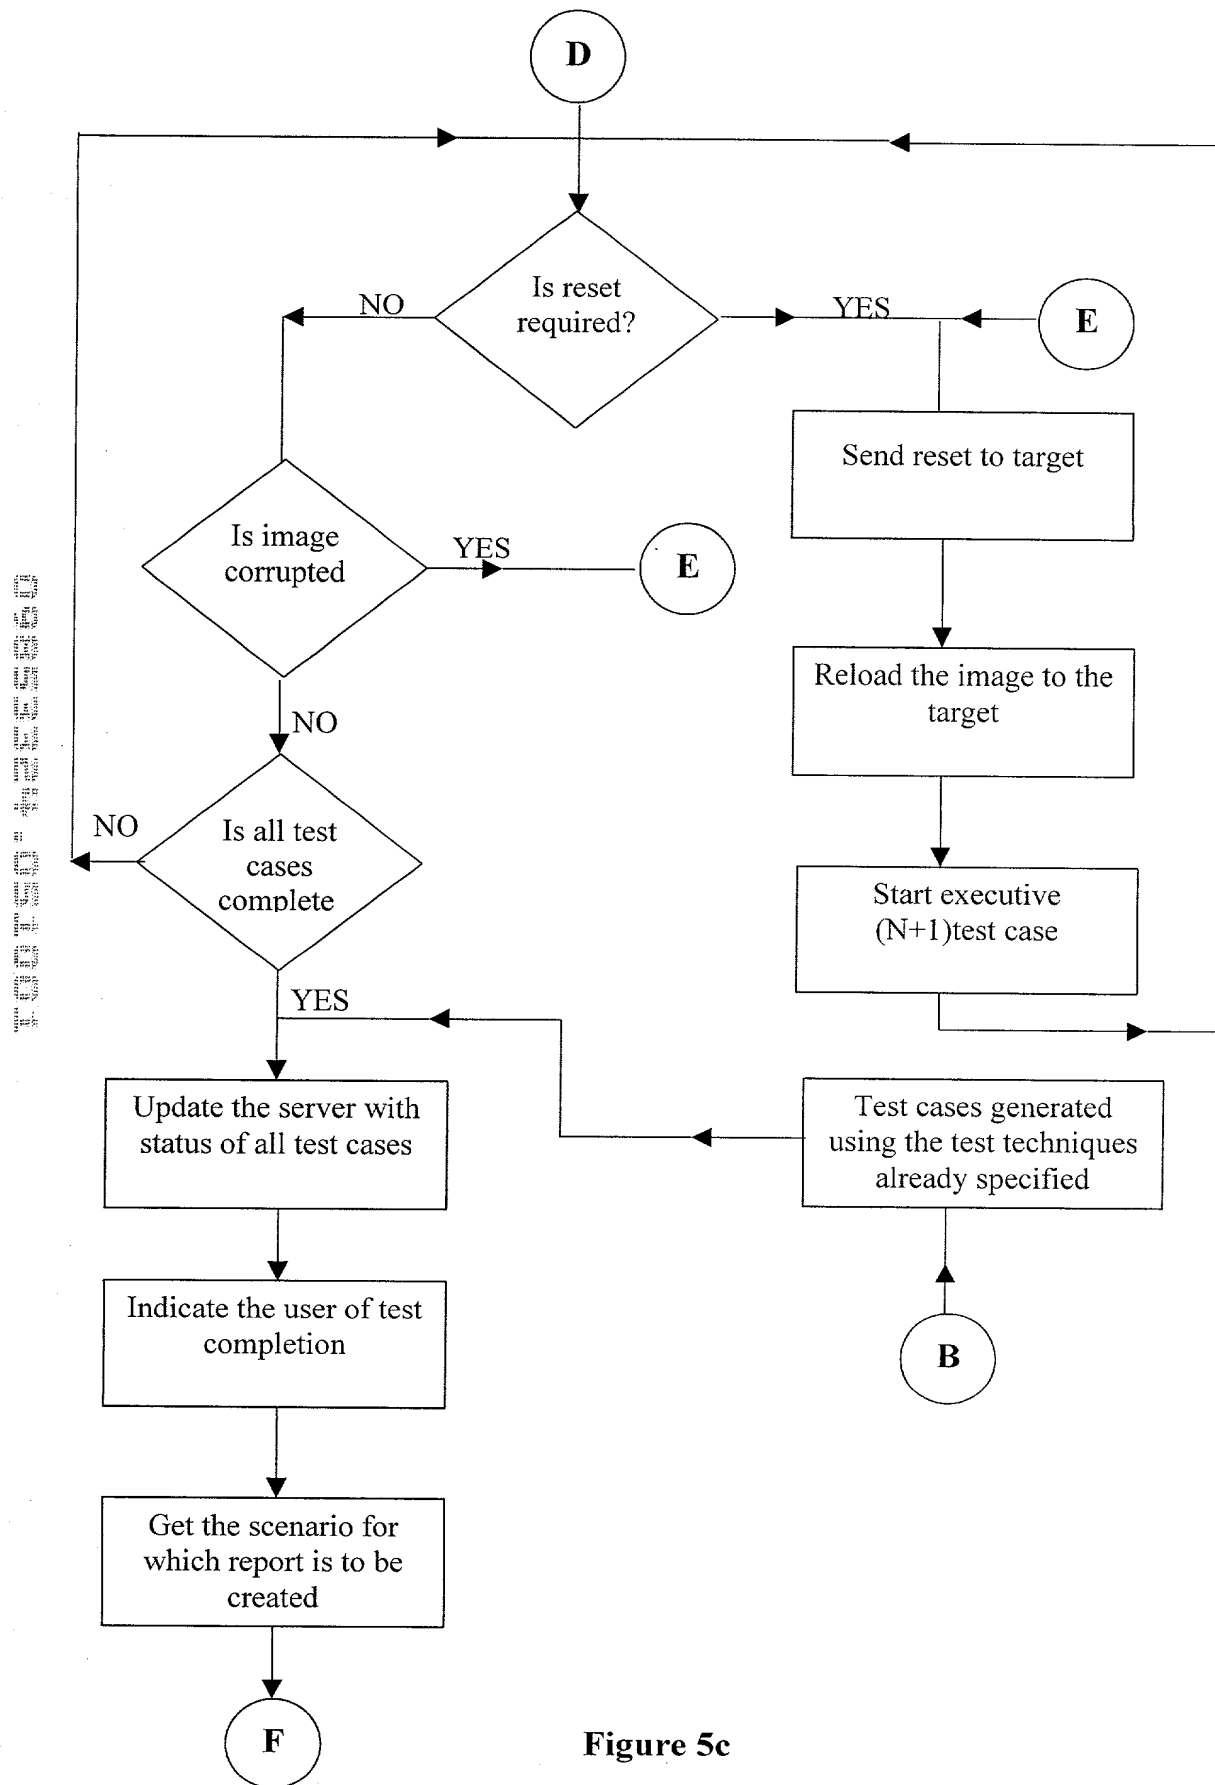 D
Is reset
required?
NO
YES
E
Send reset to target
Is image
corrupted
YES
E
Reload the image to the
target
NO
NO
Is all test
cases
complete
Start executive
(N+1)test case
YES
Update the server with
status of all test cases
Test cases generated
using the test techniques
already specified
Indicate the user of test
completion
B
Get the scenario for
which report is to be
created
F
Figure 5c